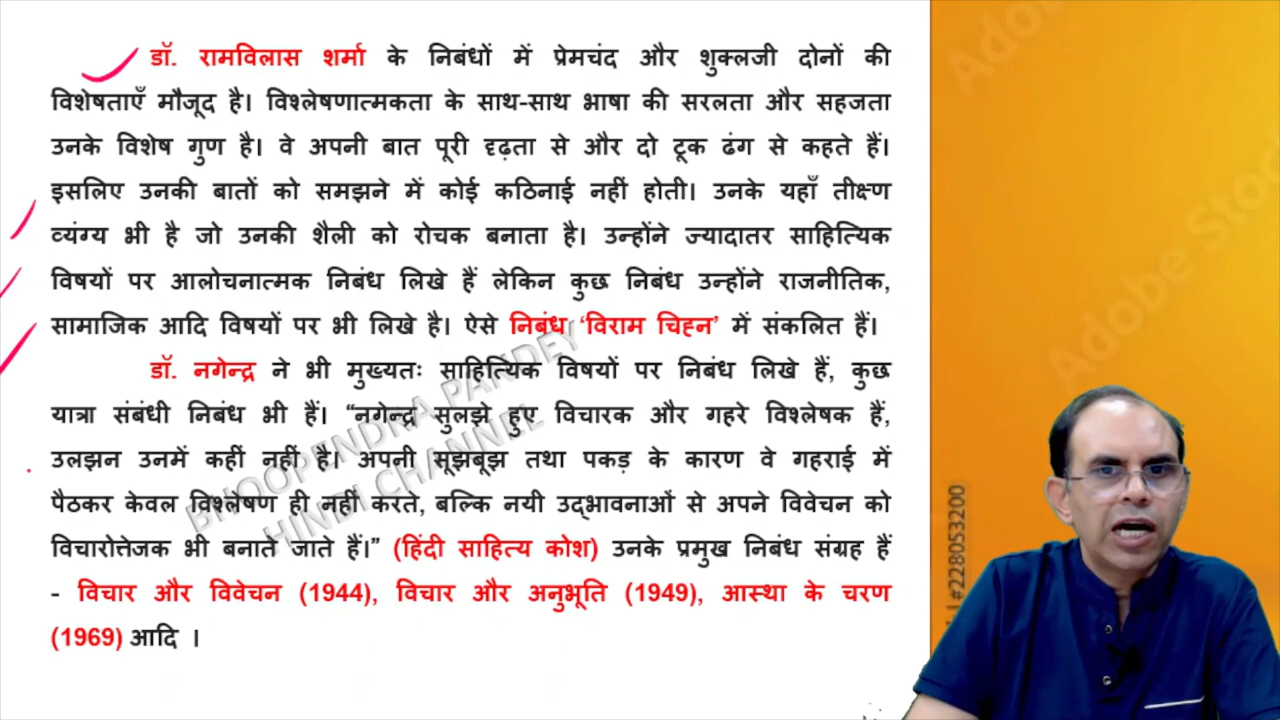 डॉ. रामविलास शर्मा के निबंधों में प्रेमचंद और शुक्लजी दोनों की
विशेषताएँ मौजूद है। विश्लेषणात्मकता के साथ-साथ भाषा की सरलता और सहजता
उनके विशेष गुण है। वे अपनी बात पूरी दृढ़ता से और दो टूक ढंग से कहते हैं।
इसलिए उनकी बातों को समझने में कोई कठिनाई नहीं होती। उनके यहाँ तीक्ष्ण
व्यंग्य भी है जो उनकी शैली को रोचक बनाता है। उन्होंने ज्यादातर साहित्यिक
विषयों पर आलोचनात्मक निबंध लिखे हैं लेकिन कुछ निबंध उन्होंने राजनीतिक,
सामाजिक आदि विषयों पर भी लिखे है। ऐसे निबंध ‘विराम चिह्न’ में संकलित हैं।
डॉ. नगेन्द्र ने भी मुख्यतः साहित्यिक विषयों पर निबंध लिखे हैं, कुछ
यात्रा संबंधी निबंध भी हैं। “नगेन्द्र सुलझे हुए विचारक और गहरे विश्लेषक हैं,
उलझन उनमें कहीं नहीं है। अपनी सूझबूझ तथा पकड़ के कारण वे गहराई में
पैठकर केवल विश्लेषण ही नहीं करते, बल्कि नयी उद्‌भावनाओं से अपने विवेचन को
विचारोत्तेजक भी बनाते जाते हैं।” (हिंदी साहित्य कोश) उनके प्रमुख निबंध संग्रह हैं
- विचार और विवेचन (1944), विचार और अनुभूति (1949), आस्था के चरण
(1969) आदि ।
BHOOPENDRA PANDEY
HINDI CHANNEL
Adobe Stock
#228053200